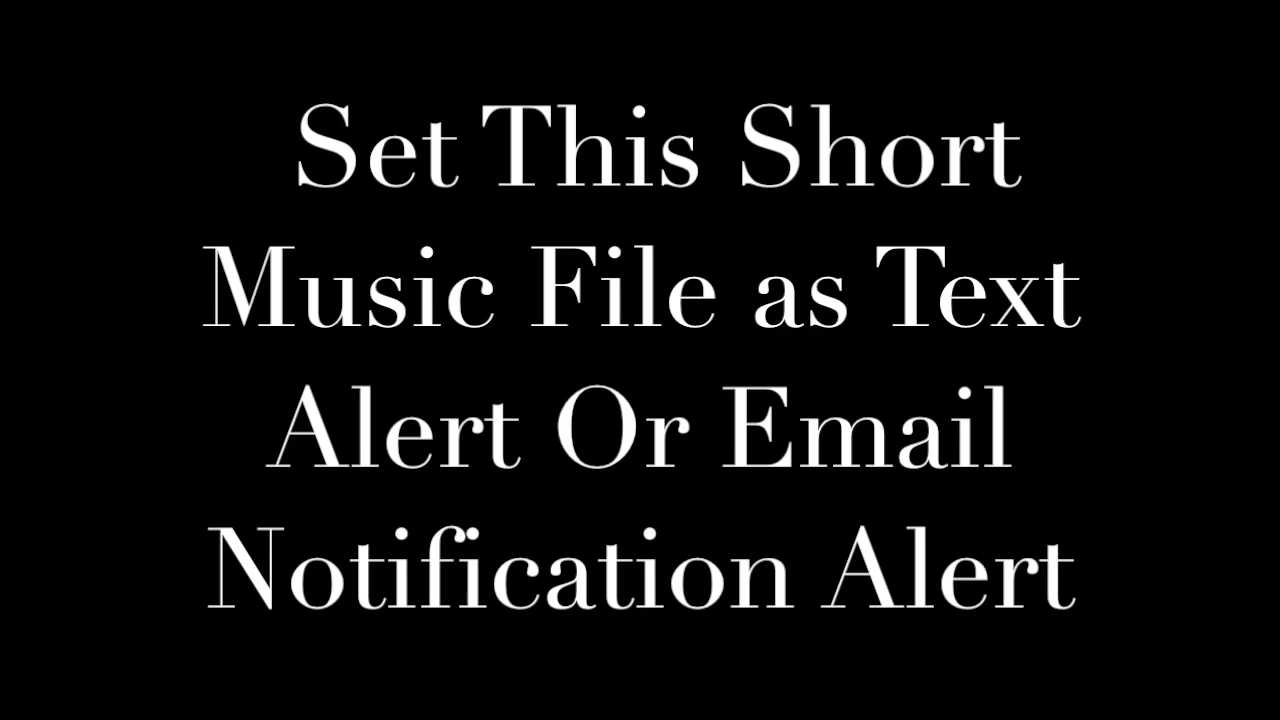 Set This Short
Music File as Text
Alert Or Email
Notification Alert